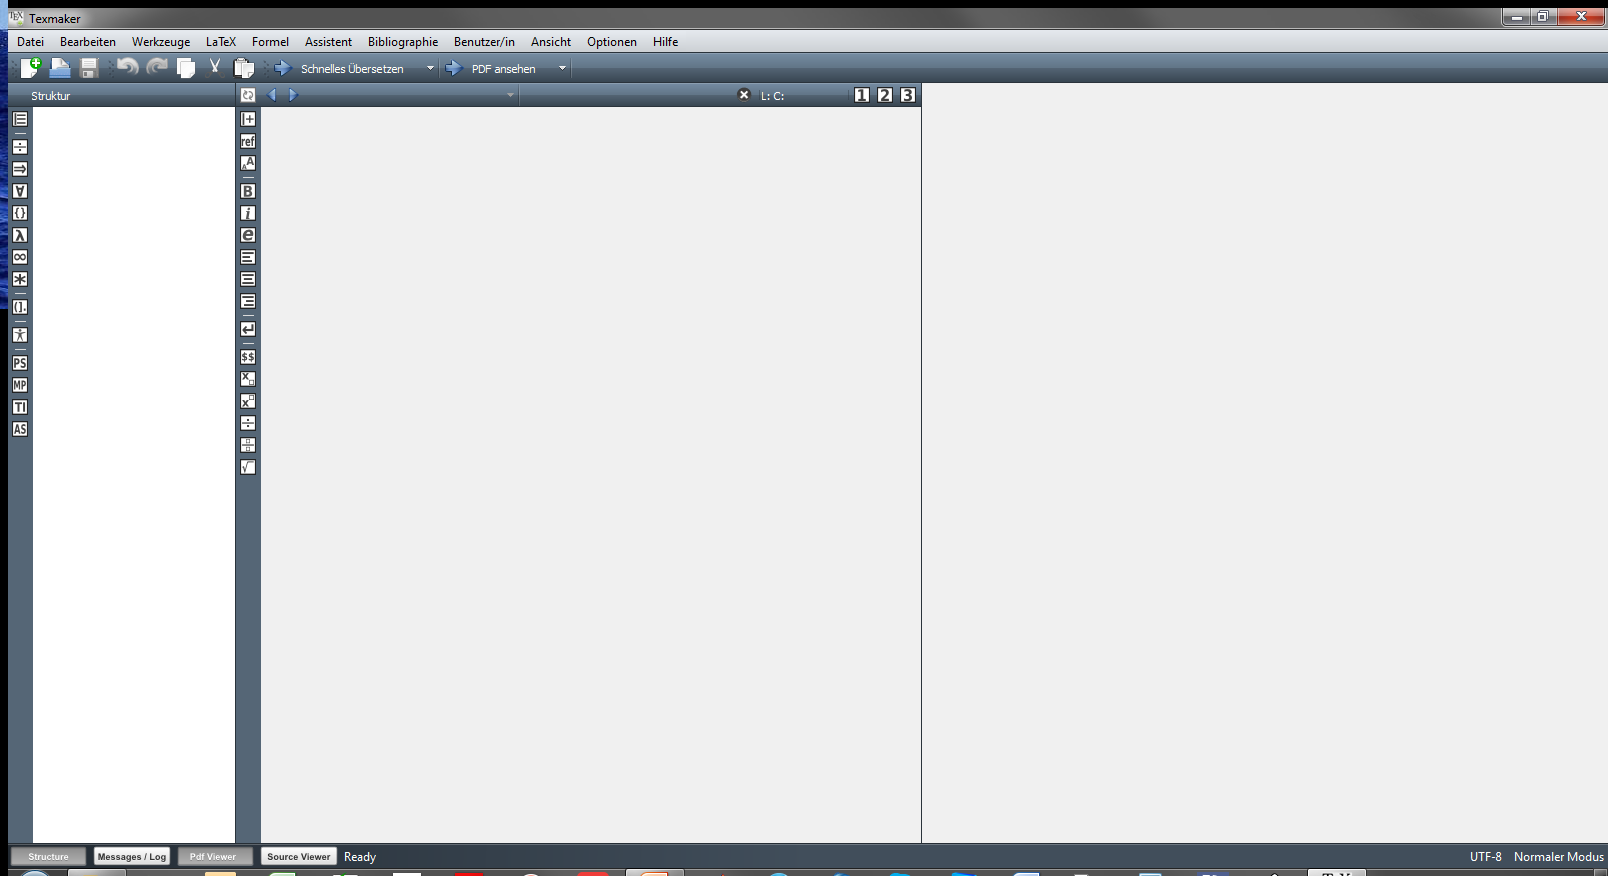 TEX Texmaker
Datei Bearbeiten Werkzeuge LaTeX Formel Assistent Bibliographie Benutzer/in Ansicht Optionen Hilfe
Schnelles Übersetzen PDF ansehen
Struktur L: C: 1 2 3
ref
A A
B
∀
{}
i
λ
e
∞
*
().
$$
PS
x
MP
x
TI
÷
AS
√
Structure Messages / Log Pdf Viewer Source Viewer Ready UTF-8 Normaler Modus